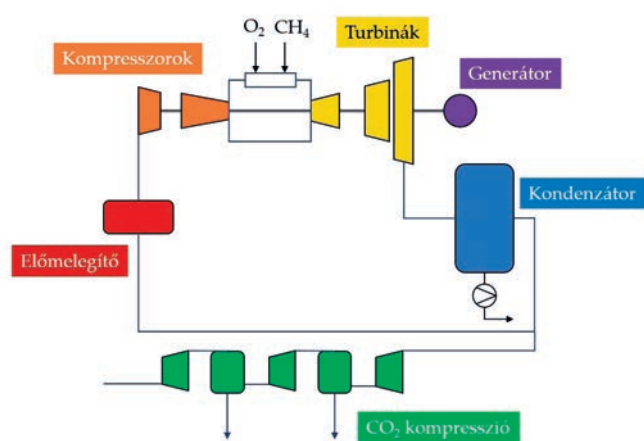 O₂ CH₄
Turbinák
Kompresszorok
Generátor
Kondenzátor
Előmelegítő
CO₂ kompresszió